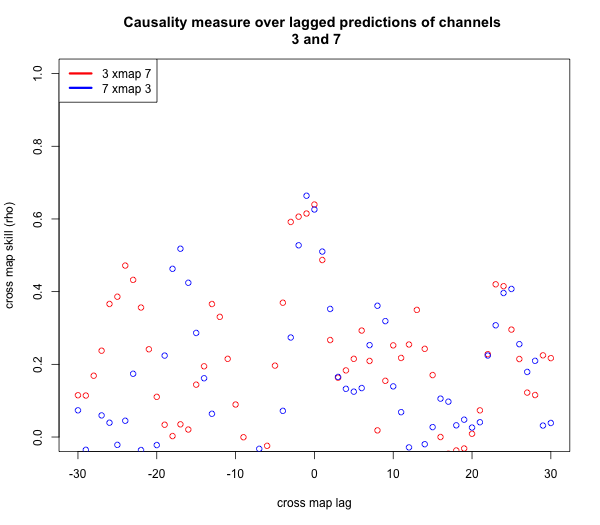 Causality measure over lagged predictions of channels
3 and 7
3 xmap 7
7 xmap 3
1.0
0.8
0.6
0.4
0.2
0.0
cross map skill (rho)
-30
-20
-10
0
10
20
30
cross map lag